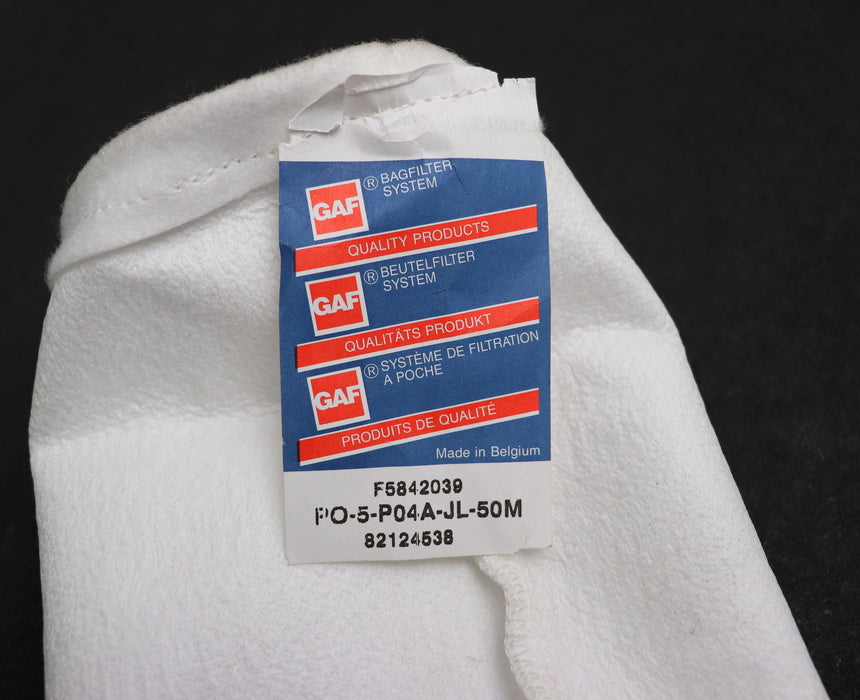 GAF ® BAGFILTER
SYSTEM
QUALITY PRODUCTS
GAF ® BEUTELFILTER
SYSTEM
QUALITÄTS PRODUKT
GAF ® SYSTÈME DE FILTRATION
A POCHE
PRODUITS DE QUALITÉ
Made in Belgium
F5842039
PO-5-P04A-JL-50M
82124538